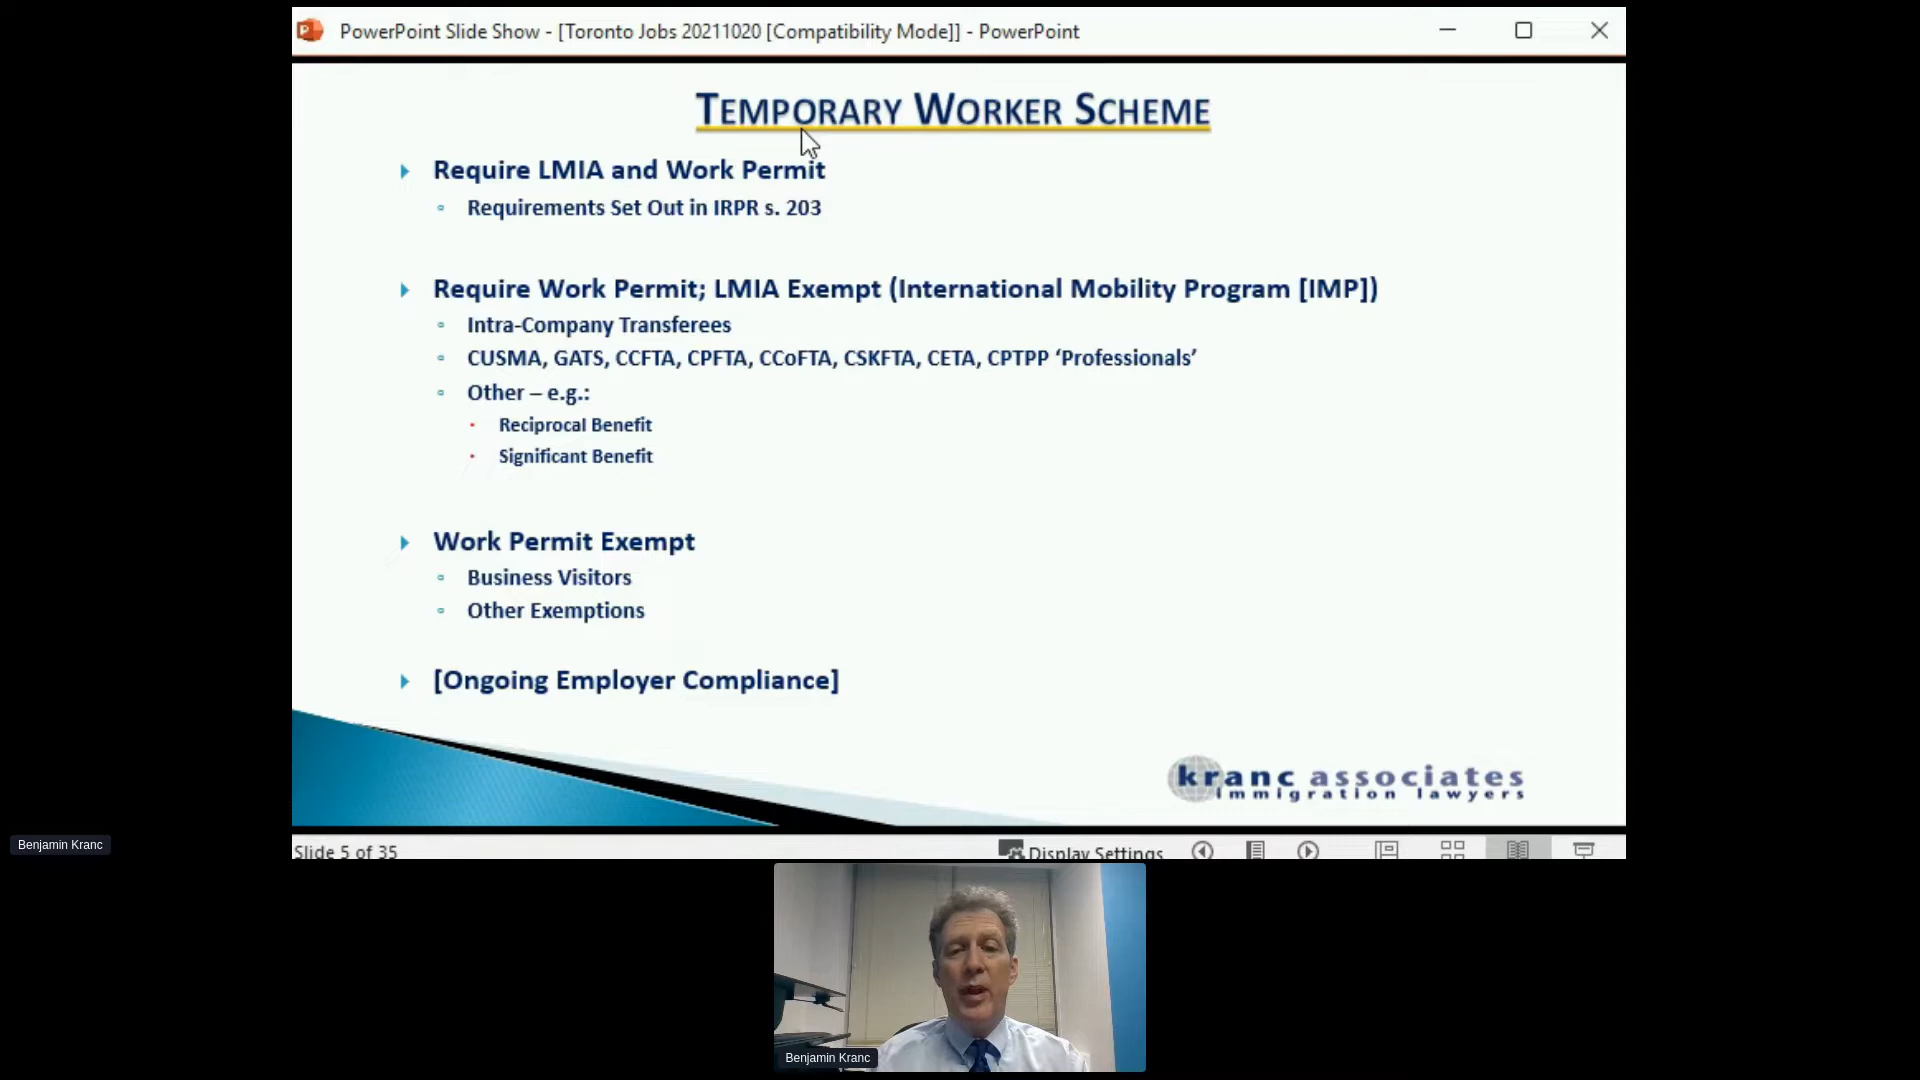 PowerPoint Slide Show - [Toronto Jobs 20211020 [Compatibility Mode]] - PowerPoint
TEMPORARY WORKER SCHEME
Require LMIA and Work Permit
Requirements Set Out in IRPR s. 203
Require Work Permit; LMIA Exempt (International Mobility Program [IMP])
Intra-Company Transferees
CUSMA, GATS, CCFTA, CPFTA, CCoFTA, CSKFTA, CETA, CPTPP ‘Professionals’
Other – e.g.:
Reciprocal Benefit
Significant Benefit
Work Permit Exempt
Business Visitors
Other Exemptions
[Ongoing Employer Compliance]
kranc associates
immigration lawyers
Slide 5 of 35
Display Settings
Benjamin Kranc
Benjamin Kranc